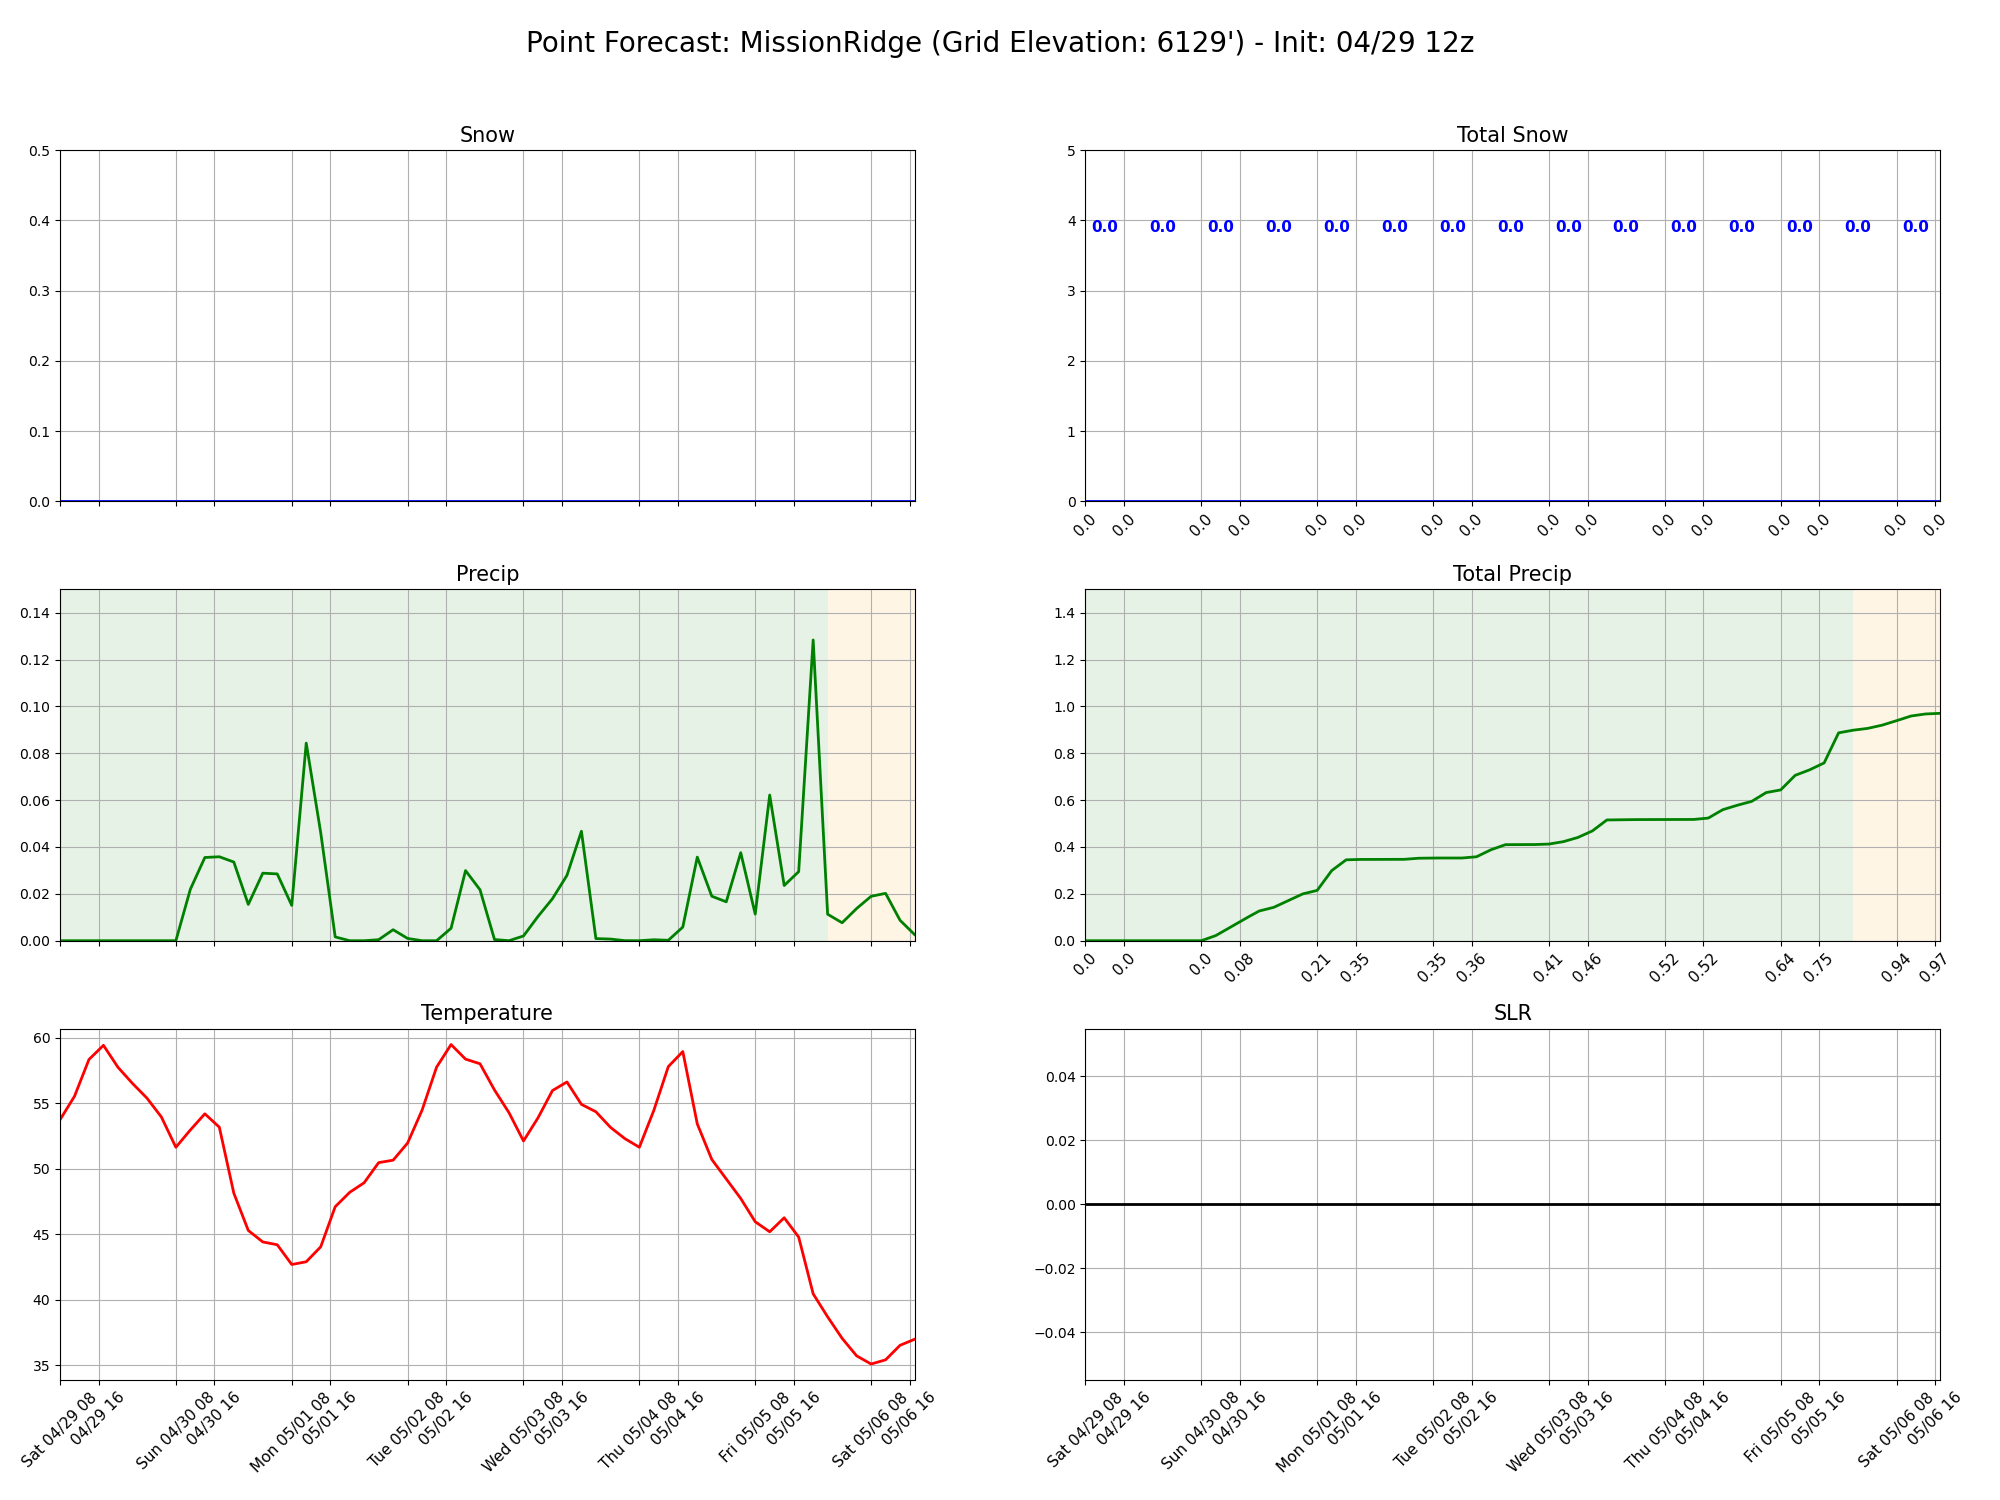 Point Forecast: MissionRidge (Grid Elevation: 6129') - Init: 04/29 12z
Snow
0.5
0.4
0.3
0.2
0.1
0.0
Total Snow
5
4
3
2
1
0
0.0 0.0 0.0 0.0 0.0 0.0 0.0 0.0 0.0 0.0 0.0 0.0 0.0 0.0 0.0
0.0 0.0 0.0 0.0 0.0 0.0 0.0 0.0 0.0 0.0 0.0 0.0 0.0 0.0 0.0 0.0
Precip
0.14
0.12
0.10
0.08
0.06
0.04
0.02
0.00
Total Precip
1.4
1.2
1.0
0.8
0.6
0.4
0.2
0.0
0.0 0.0 0.0 0.08 0.21 0.35 0.35 0.36 0.41 0.46 0.52 0.52 0.64 0.75 0.94 0.97
Temperature
60
55
50
45
40
35
Sat 04/29 08
04/29 16
Sun 04/30 08
04/30 16
Mon 05/01 08
05/01 16
Tue 05/02 08
05/02 16
Wed 05/03 08
05/03 16
Thu 05/04 08
05/04 16
Fri 05/05 08
05/05 16
Sat 05/06 08
05/06 16
SLR
0.04
0.02
0.00
−0.02
−0.04
Sat 04/29 08
04/29 16
Sun 04/30 08
04/30 16
Mon 05/01 08
05/01 16
Tue 05/02 08
05/02 16
Wed 05/03 08
05/03 16
Thu 05/04 08
05/04 16
Fri 05/05 08
05/05 16
Sat 05/06 08
05/06 16